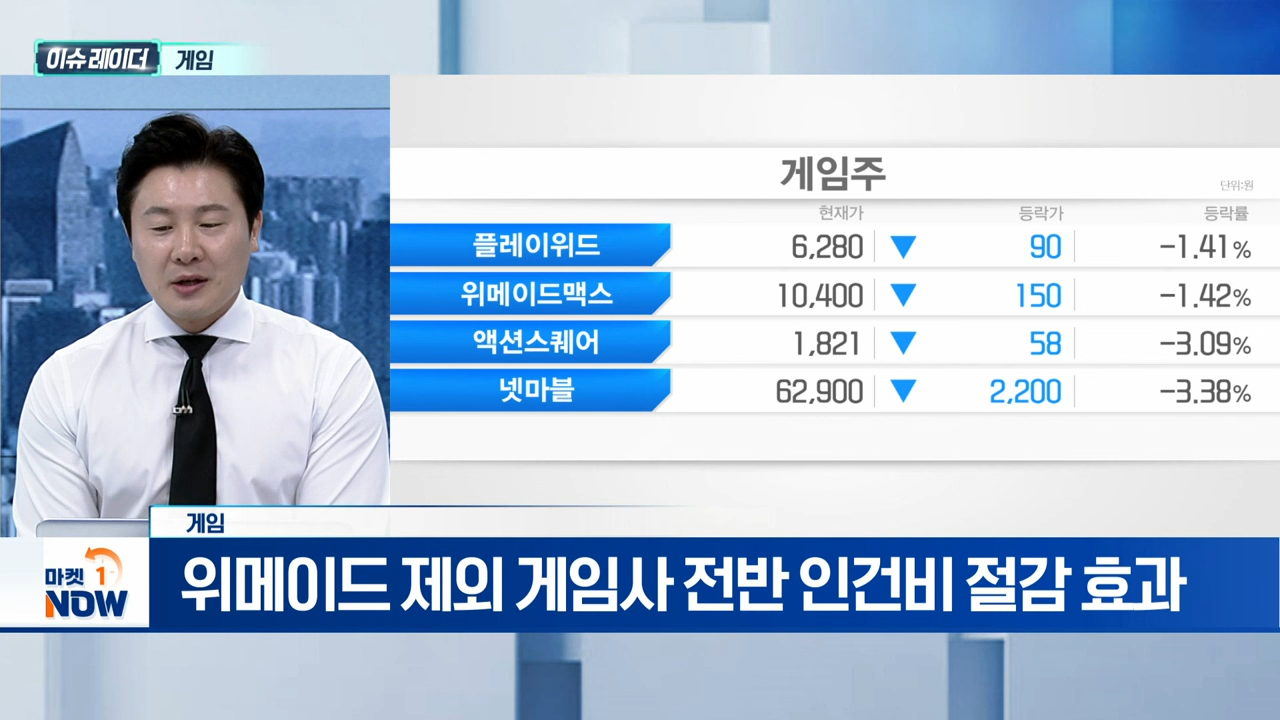 이슈레이더 게임
게임주
단위:원
현재가 등락가 등락률
플레이위드 6,280 ▼ 90 -1.41%
위메이드맥스 10,400 ▼ 150 -1.42%
액션스퀘어 1,821 ▼ 58 -3.09%
넷마블 62,900 ▼ 2,200 -3.38%
게임
마켓 1
NOW
위메이드 제외 게임사 전반 인건비 절감 효과